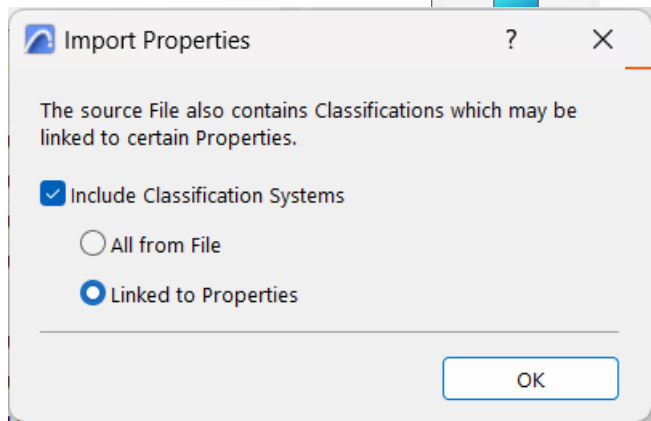 Import Properties
?
The source File also contains Classifications which may be
linked to certain Properties.
Include Classification Systems
All from File
Linked to Properties
OK